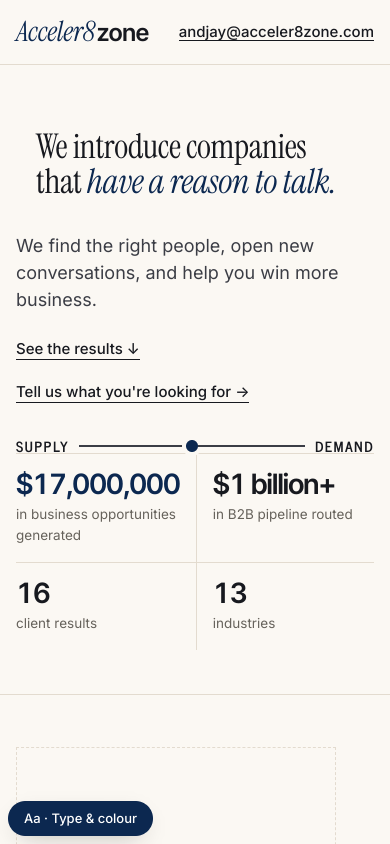 Acceler8zone
andjay@acceler8zone.com
We introduce companies
that have a reason to talk.
We find the right people, open new
conversations, and help you win more
business.
See the results ↓
Tell us what you're looking for →
SUPPLY
DEMAND
$17,000,000
in business opportunities
generated
$1 billion+
in B2B pipeline routed
16
client results
13
industries
Aa · Type & colour